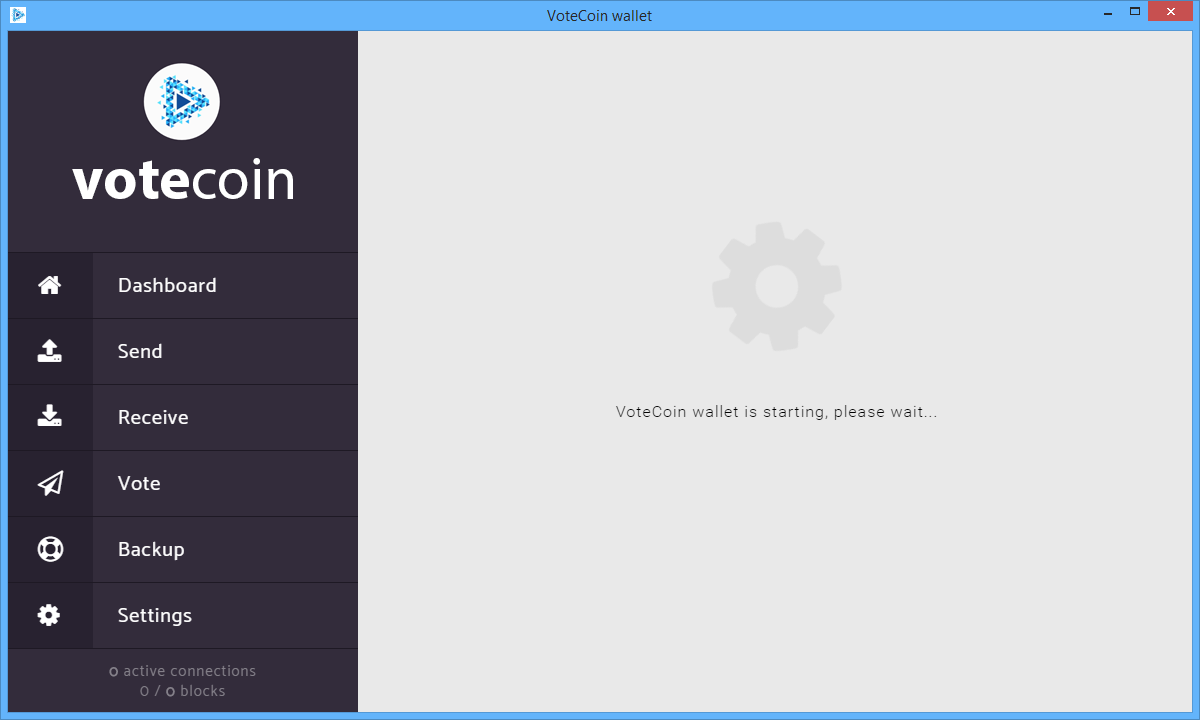 VoteCoin wallet
votecoin
Dashboard
Send
Receive
Vote
Backup
Settings
0 active connections
0 / 0 blocks
VoteCoin wallet is starting, please wait...